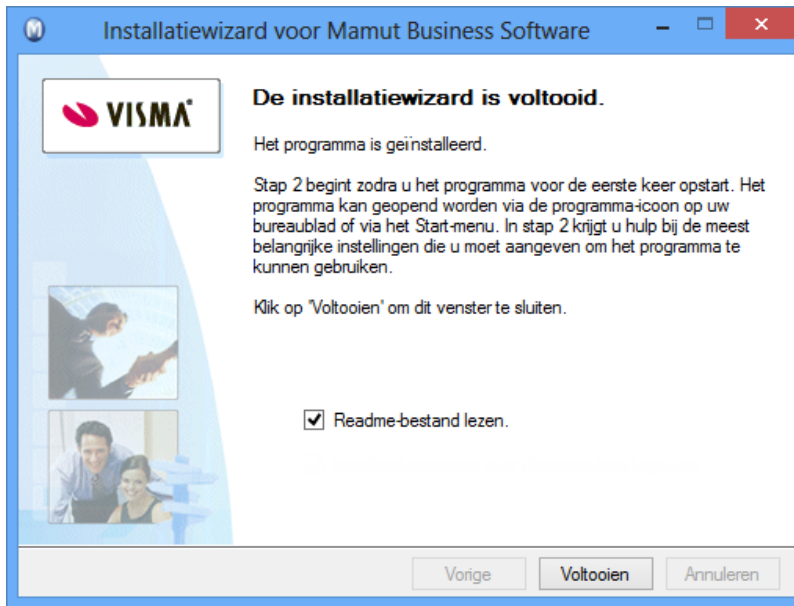 Installatiewizard voor Mamut Business Software
VISMA
De installatiewizard is voltooid.
Het programma is geïnstalleerd.
Stap 2 begint zodra u het programma voor de eerste keer opstart. Het
programma kan geopend worden via de programma-icoon op uw
bureaublad of via het Start-menu. In stap 2 krijgt u hulp bij de meest
belangrijke instellingen die u moet aangeven om het programma te
kunnen gebruiken.
Klik op 'Voltooien' om dit venster te sluiten.
Readme-bestand lezen.
Vorige
Voltooien
Annuleren